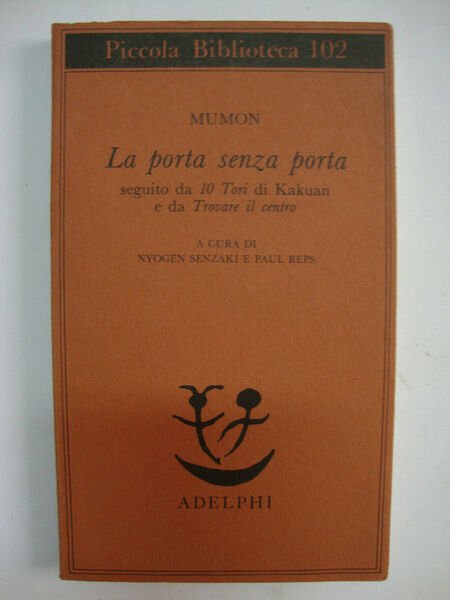 Piccola Biblioteca 102
MUMON
La porta senza porta
seguito da 10 Tori di Kakuan
e da Trovare il centro
A CURA DI
NYOGEN SENZAKI E PAUL REPS
ADELPHI